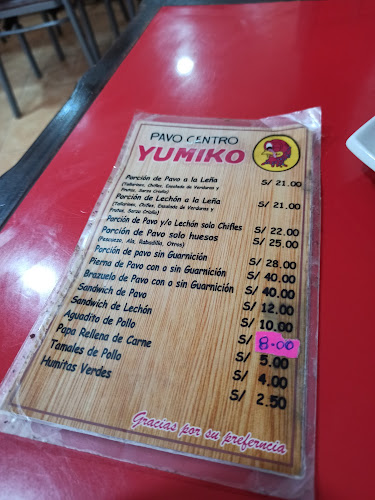 PAVO CENTRO
YUMIKO
Porción de Pavo a la Leña S/ 21.00
(Tallarines, Chifles, Ensalada de Verduras y
Frutas, Sarza Criolla)
Porción de Lechón a la Leña S/ 21.00
(Tallarines, Chifles, Ensalada de Verduras y
Frutas, Sarza Criolla)
Porción de Pavo y/o Lechón solo Chifles S/ 22.00
Porción de Pavo solo huesos S/ 25.00
(Pescuezo, Ala, Rabadilla, Otros)
Porción de pavo sin Guarnición S/ 28.00
Pierna de Pavo con o sin Guarnición S/ 40.00
Brazuela de Pavo con o sin Guarnición S/ 40.00
Sandwich de Pavo S/ 12.00
Sandwich de Lechón S/ 10.00
Aguadito de Pollo S/ 8-00
Papa Rellena de Carne S/ 5.00
Tamales de Pollo S/ 4.00
Humitas Verdes S/ 2.50
Gracias por su preferncia